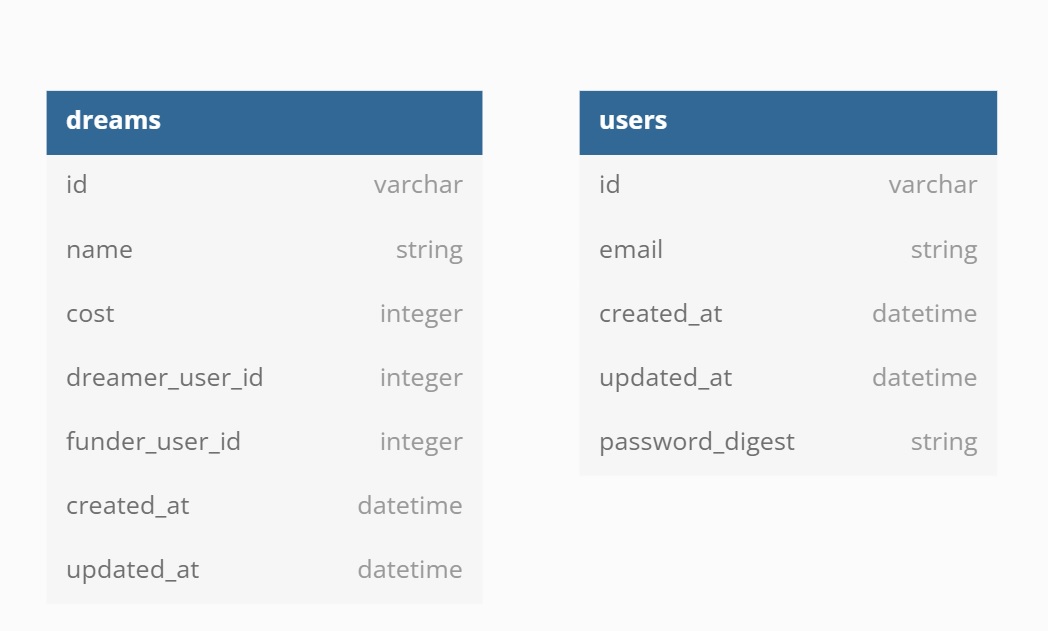 dreams
id varchar
name string
cost integer
dreamer_user_id integer
funder_user_id integer
created_at datetime
updated_at datetime
users
id varchar
email string
created_at datetime
updated_at datetime
password_digest string